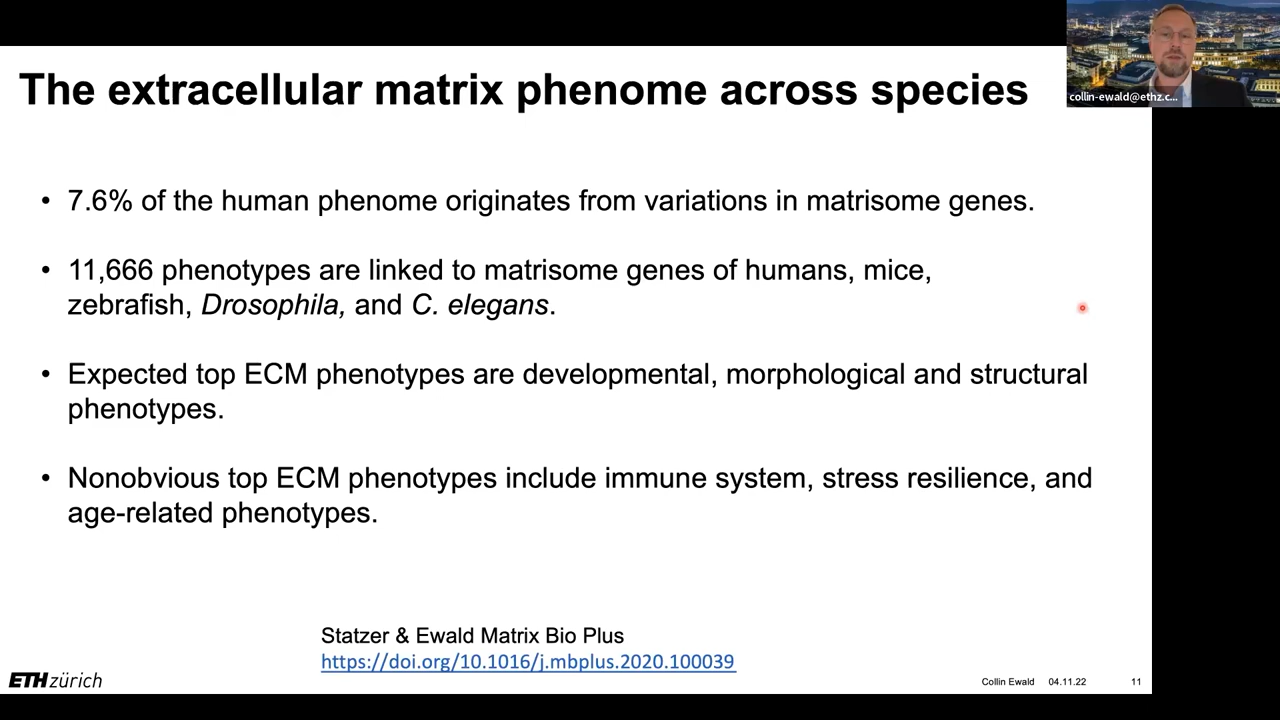 The extracellular matrix phenome across species
collin-ewald@ethz.c...
• 7.6% of the human phenome originates from variations in matrisome genes.
• 11,666 phenotypes are linked to matrisome genes of humans, mice,
zebrafish, Drosophila, and C. elegans.
• Expected top ECM phenotypes are developmental, morphological and structural
phenotypes.
• Nonobvious top ECM phenotypes include immune system, stress resilience, and
age-related phenotypes.
Statzer & Ewald Matrix Bio Plus
https://doi.org/10.1016/j.mbplus.2020.100039
ETH zürich
Collin Ewald 04.11.22 11